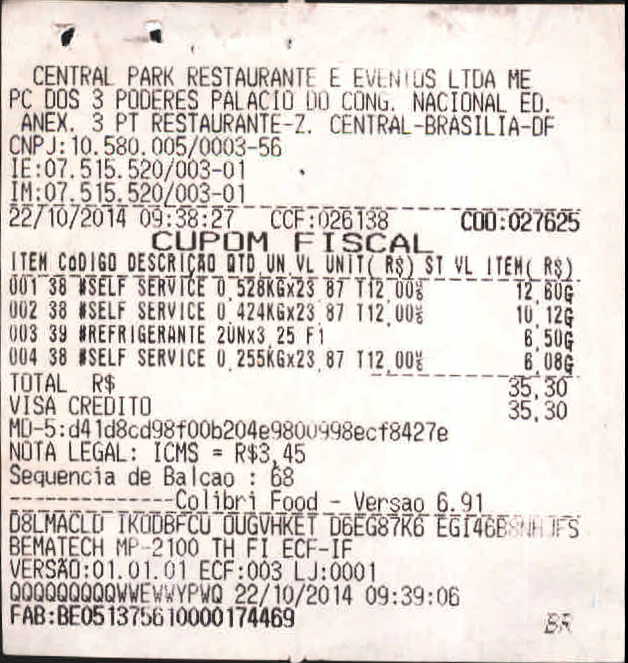 CENTRAL PARK RESTAURANTE E EVENTOS LTDA ME
PC DOS 3 PODERES PALACIO DO CONG. NACIONAL ED.
ANEX. 3 PT RESTAURANTE-Z. CENTRAL-BRASILIA-DF
CNPJ:10.580.005/0003-56
IE:07.515.520/003-01
IM:07.515.520/003-01
22/10/2014 09:38:27 CCF:026138 COO:027625
CUPOM FISCAL
ITEM CODIGO DESCRIÇÃO QTD.UN.VL UNIT( R$) ST VL ITEM( R$)
001 38 #SELF SERVICE 0,528KGx23,87 T12,00% 12,60G
002 38 #SELF SERVICE 0,424KGx23,87 T12,00% 10,12G
003 39 #REFRIGERANTE 2UNx3,25 F1 6,50G
004 38 #SELF SERVICE 0,255KGx23,87 T12,00% 6,08G
TOTAL R$ 35,30
VISA CREDITO 35,30
MD-5:d41d8cd98f00b204e9800998ecf8427e
NOTA LEGAL: ICMS = R$3,45
Sequencia de Balcao : 68
--------------Colibri Food - Versao 6.91
D8LMACLD IKODBFCU OUGVHKET D6EG87K6
BEMATECH MP-2100 TH FI ECF-IF
VERSÃO:01.01.01 ECF:003 LJ:0001
QQQQQQQQQWWEWWYPWQ 22/10/2014 09:39:06
FAB:BE051375610000174469
BR